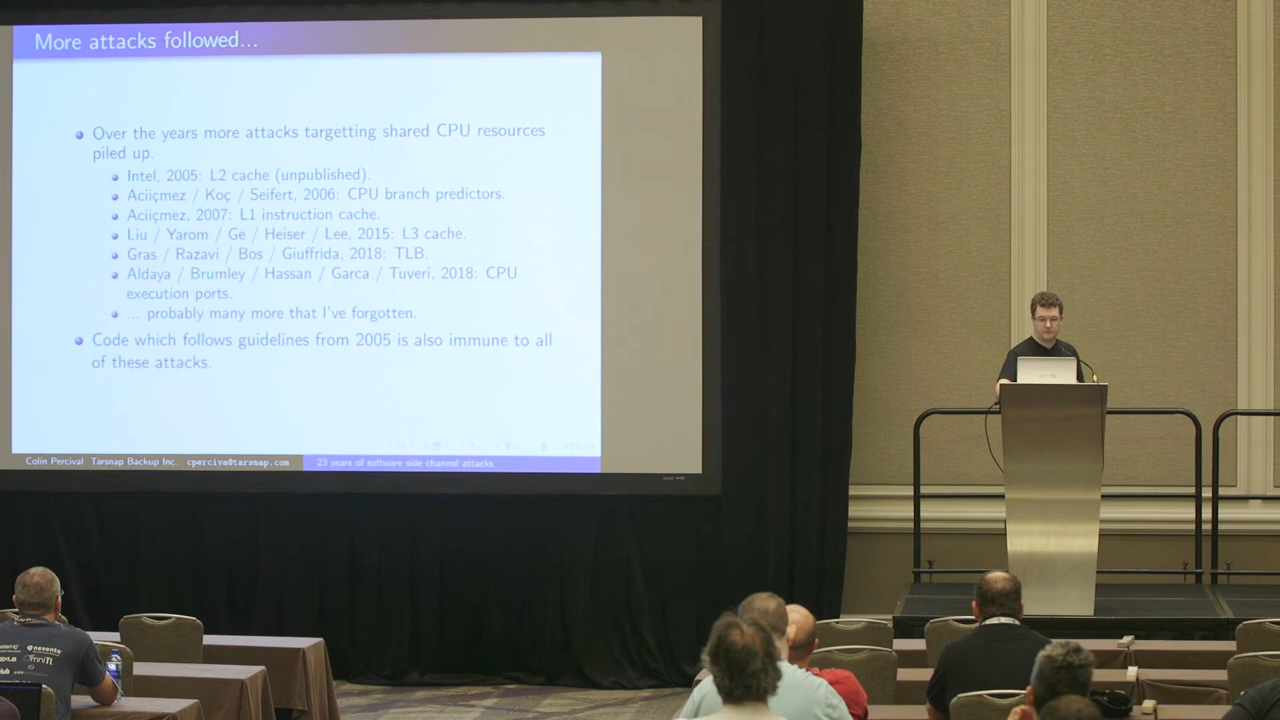 More attacks followed...
Over the years more attacks targetting shared CPU resources
piled up.
Intel, 2005: L2 cache (unpublished).
Aciiçmez / Koç / Seifert, 2006: CPU branch predictors.
Aciiçmez, 2007: L1 instruction cache.
Liu / Yarom / Ge / Heiser / Lee, 2015: L3 cache.
Gras / Razavi / Bos / Giuffrida, 2018: TLB.
Aldaya / Brumley / Hassan / Garca / Tuveri, 2018: CPU
execution ports.
... probably many more that I've forgotten.
Code which follows guidelines from 2005 is also immune to all
of these attacks.
Colin Percival Tarsnap Backup Inc. cperciva@tarsnap.com
23 years of software side channel attacks
nexenta
OmniTI